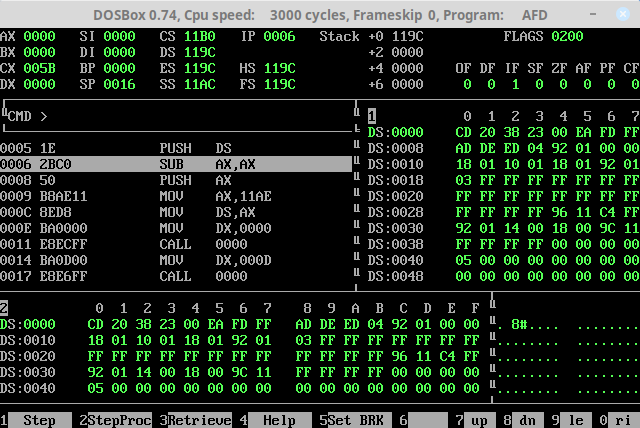 DOSBox 0.74, Cpu speed:    3000 cycles, Frameskip 0, Program:    AFD
AX 0000   SI 0000   CS 11B0   IP 0006   Stack +0 119C   FLAGS 0200
BX 0000   DI 0000   DS 119C   +2 0000
CX 005B   BP 0000   ES 119C   HS 119C   +4 0000   OF DF IF SF ZF AF PF CF
DX 0000   SP 0016   SS 11AC   FS 119C   +6 0000   0 0 1 0 0 0 0 0
CMD >
1   0 1 2 3 4 5 6 7
DS:0000   CD 20 38 23 00 EA FD FF
DS:0008   AD DE ED 04 92 01 00 00
DS:0010   18 01 10 01 18 01 92 01
DS:0018   03 FF FF FF FF FF FF FF
DS:0020   FF FF FF FF FF FF FF FF
DS:0028   FF FF FF FF 96 11 C4 FF
DS:0030   92 01 14 00 18 00 9C 11
DS:0038   FF FF FF FF 00 00 00 00
DS:0040   05 00 00 00 00 00 00 00
DS:0048   00 00 00 00 00 00 00 00
0005 1E   PUSH   DS
0006 2BC0   SUB   AX,AX
0008 50   PUSH   AX
0009 B8AE11   MOV   AX,11AE
000C 8ED8   MOV   DS,AX
000E BA0000   MOV   DX,0000
0011 E8ECFF   CALL   0000
0014 BA0D00   MOV   DX,000D
0017 E8E6FF   CALL   0000
2   0 1 2 3 4 5 6 7   8 9 A B C D E F
DS:0000   CD 20 38 23 00 EA FD FF   AD DE ED 04 92 01 00 00   . 8#.... ........
DS:0010   18 01 10 01 18 01 92 01   03 FF FF FF FF FF FF FF   ........ ........
DS:0020   FF FF FF FF FF FF FF FF   FF FF FF FF 96 11 C4 FF   ........ ........
DS:0030   92 01 14 00 18 00 9C 11   FF FF FF FF 00 00 00 00   ........ ........
DS:0040   05 00 00 00 00 00 00 00   00 00 00 00 00 00 00 00   ........ ........
1 Step   2 StepProc   3 Retrieve   4 Help   5 Set BRK   6   7 up   8 dn   9 le   0 ri